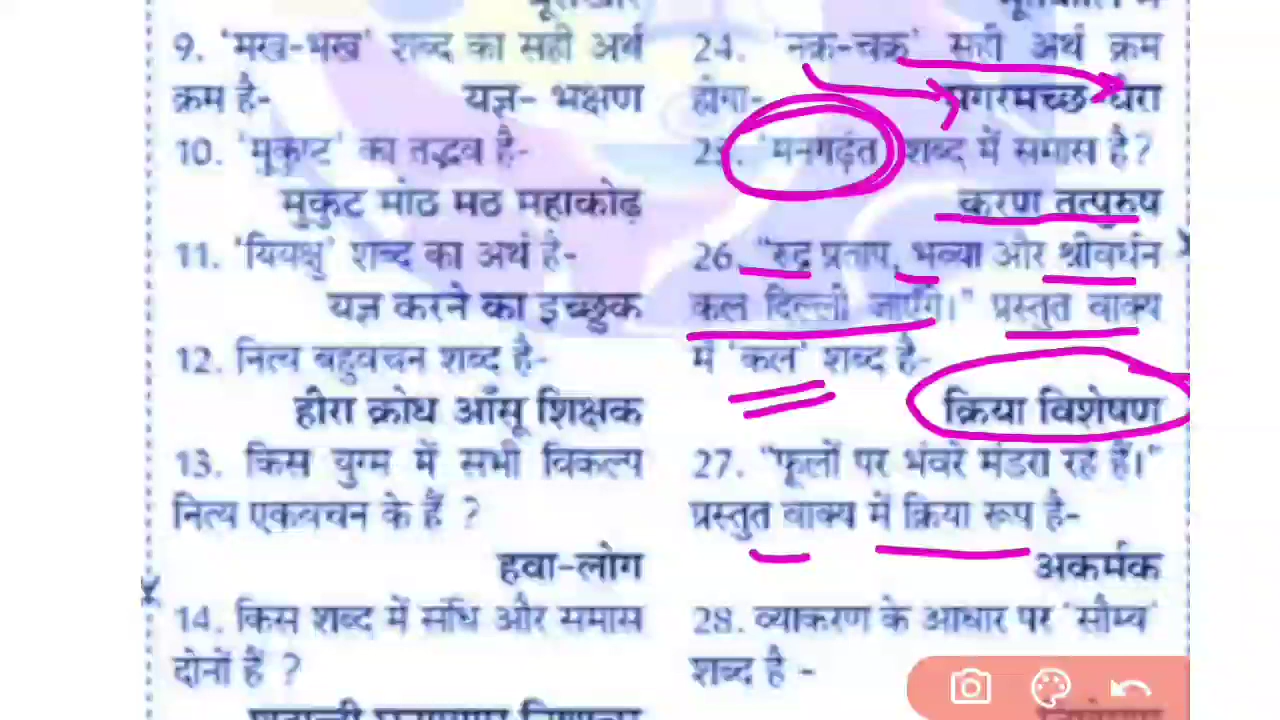 9. 'मख-भख' शब्द का सही अर्थ
क्रम है- यज्ञ- भक्षण
10. 'मुकुष्ट' का तद्भव है-
मुकुट मोठ मठ महाकोढ़
11. 'यियक्षु' शब्द का अर्थ है-
यज्ञ करने का इच्छुक
12. नित्य बहुवचन शब्द है-
हीरा क्रोध आँसू शिक्षक
13. किस युग्म में सभी विकल्प
नित्य एकवचन के हैं ?
हवा-लोग
14. किस शब्द में संधि और समास
दोनों हैं ?
24. 'नक्र-चक्र' सही अर्थ क्रम
होगा- मगरमच्छ-घेरा
25. 'मनगढ़ंत' शब्द में समास है?
करण तत्पुरुष
26. "रुद्र प्रताप, भव्या और श्रीवर्धन
कल दिल्ली जाएंगे।" प्रस्तुत वाक्य
में 'कल' शब्द है-
क्रिया विशेषण
27. "फूलों पर भंवरे मंडरा रहे हैं।"
प्रस्तुत वाक्य में क्रिया रूप है-
अकर्मक
28. व्याकरण के आधार पर 'सौम्य'
शब्द है -